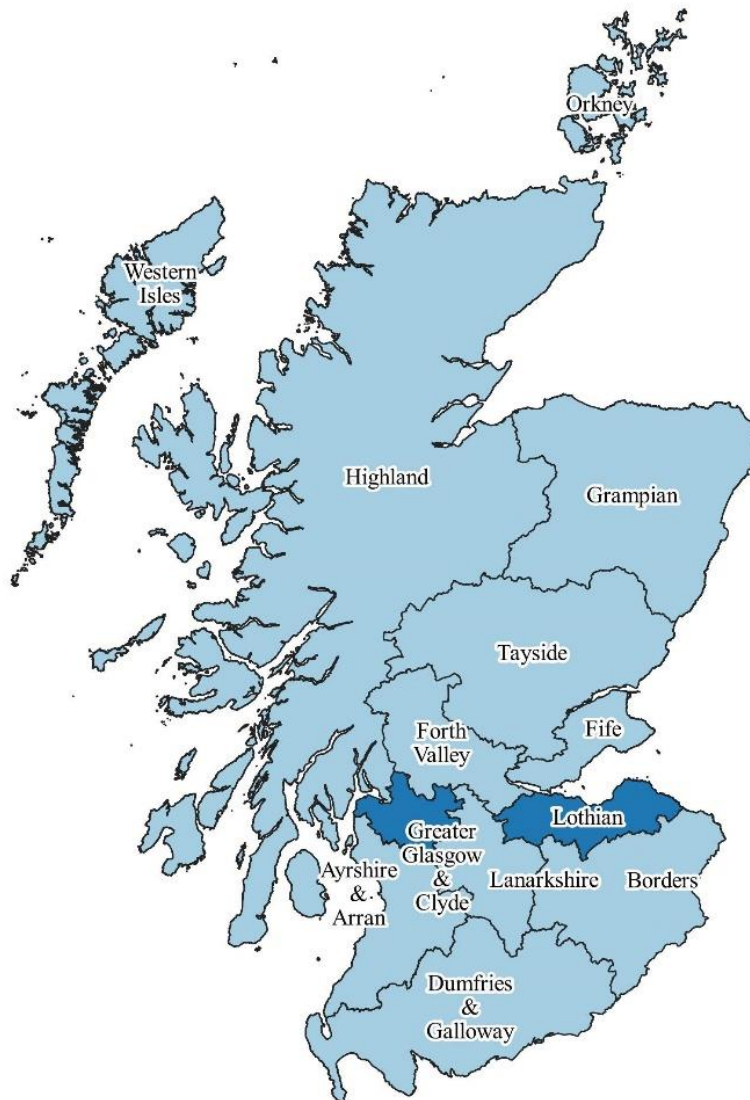 Orkney
Western
Isles
Highland
Grampian
Tayside
Forth
Valley
Fife
Lothian
Greater
Glasgow
&
Clyde
Ayrshire
&
Arran
Lanarkshire
Borders
Dumfries
&
Galloway